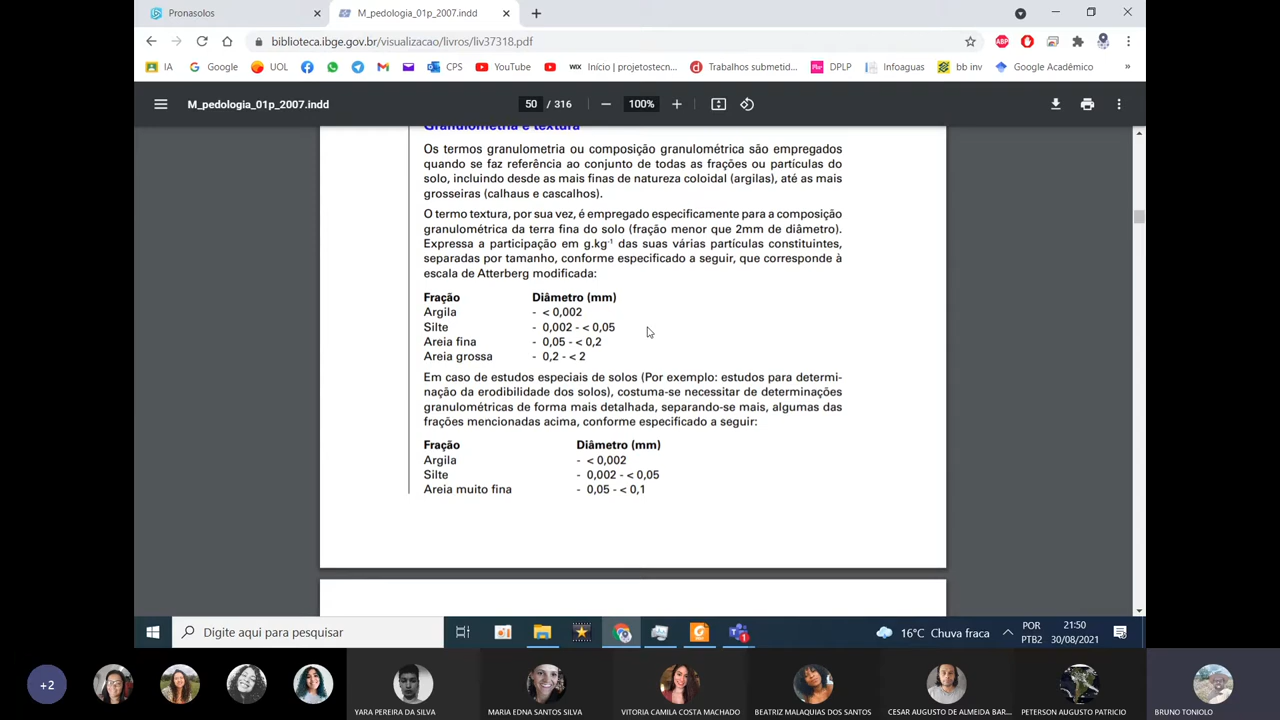 Pronasolos
M_pedologia_01p_2007.indd
biblioteca.ibge.gov.br/visualizacao/livros/liv37318.pdf
ABP
IA
Google
UOL
CPS
YouTube
WIX Início | projetostecn...
Trabalhos submetid...
DPLP
Infoaguas
bb inv
Google Acadêmico
»
M_pedologia_01p_2007.indd
50 / 316
100%
Granulometria e textura
Os termos granulometria ou composição granulométrica são empregados
quando se faz referência ao conjunto de todas as frações ou partículas do
solo, incluindo desde as mais finas de natureza coloidal (argilas), até as mais
grosseiras (calhaus e cascalhos).
O termo textura, por sua vez, é empregado especificamente para a composição
granulométrica da terra fina do solo (fração menor que 2mm de diâmetro).
Expressa a participação em g.kg⁻¹ das suas várias partículas constituintes,
separadas por tamanho, conforme especificado a seguir, que corresponde à
escala de Atterberg modificada:
Fração Diâmetro (mm)
Argila - < 0,002
Silte - 0,002 - < 0,05
Areia fina - 0,05 - < 0,2
Areia grossa - 0,2 - < 2
Em caso de estudos especiais de solos (Por exemplo: estudos para determi-
nação da erodibilidade dos solos), costuma-se necessitar de determinações
granulométricas de forma mais detalhada, separando-se mais, algumas das
frações mencionadas acima, conforme especificado a seguir:
Fração Diâmetro (mm)
Argila - < 0,002
Silte - 0,002 - < 0,05
Areia muito fina - 0,05 - < 0,1
Digite aqui para pesquisar
1
16°C Chuva fraca
POR
PTB2
21:50
30/08/2021
+2
YARA PEREIRA DA SILVA
MARIA EDNA SANTOS SILVA
VITORIA CAMILA COSTA MACHADO
BEATRIZ MALAQUIAS DOS SANTOS
CESAR AUGUSTO DE ALMEIDA BAR...
PETERSON AUGUSTO PATRICIO
BRUNO TONIOLO